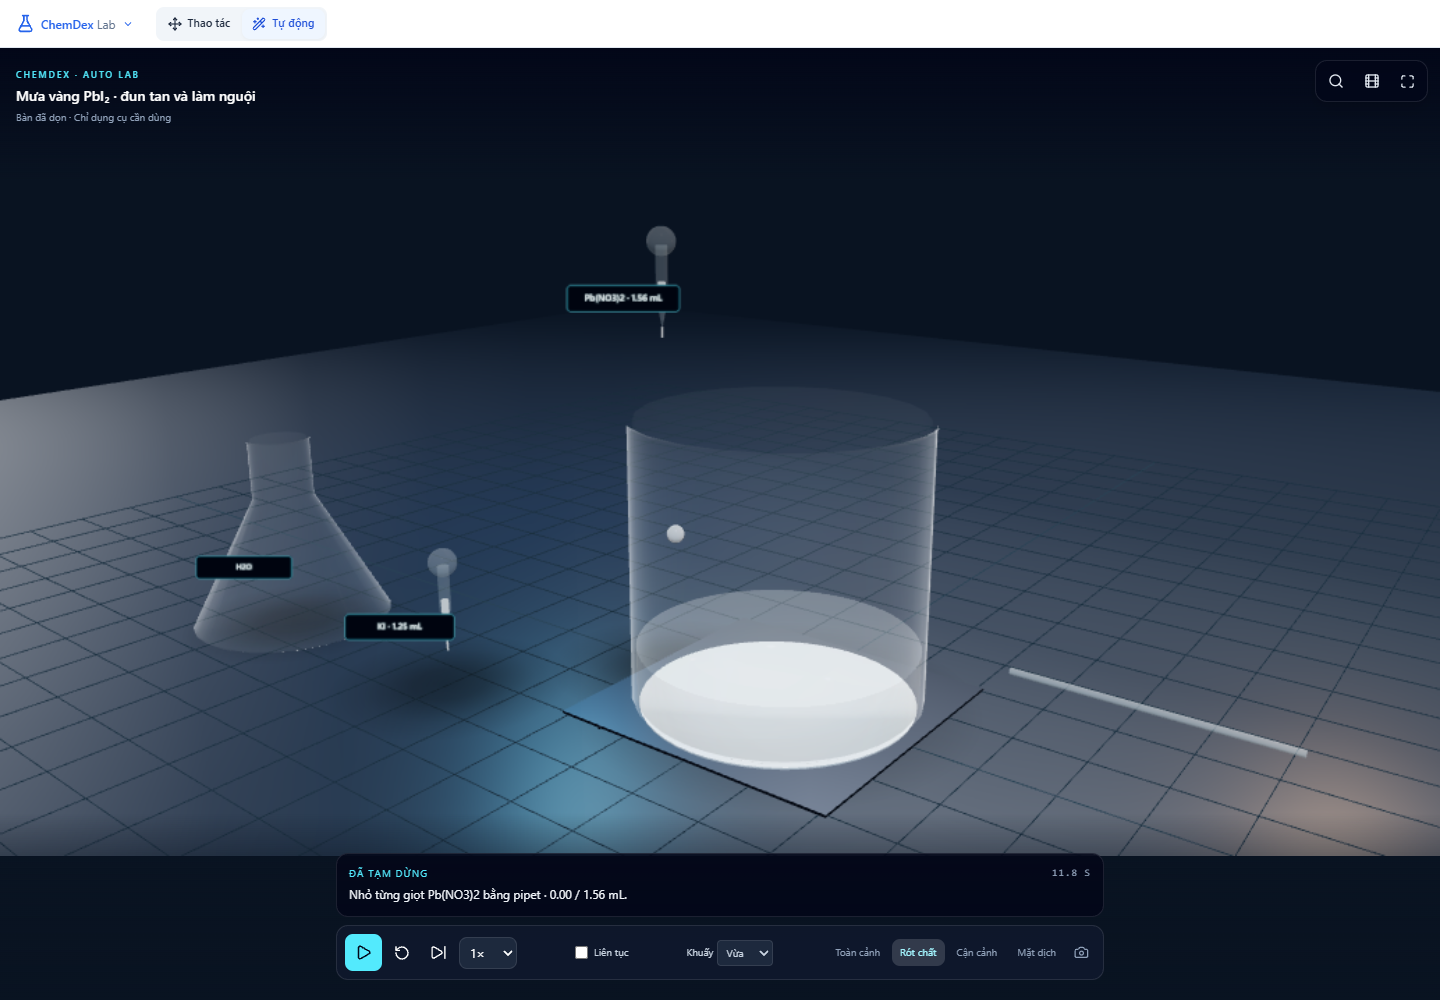 ChemDex Lab
Thao tác
Tự động
CHEMDEX · AUTO LAB
Mưa vàng PbI₂ · đun tan và làm nguội
Bàn đã dọn · Chỉ dụng cụ cần dùng
Pb(NO3)2 · 1.56 mL
H2O
KI · 1.25 mL
ĐÃ TẠM DỪNG
11.8 S
Nhỏ từng giọt Pb(NO3)2 bằng pipet · 0.00 / 1.56 mL.
1×
Liên tục
Khuấy
Vừa
Toàn cảnh
Rót chất
Cận cảnh
Mặt dịch